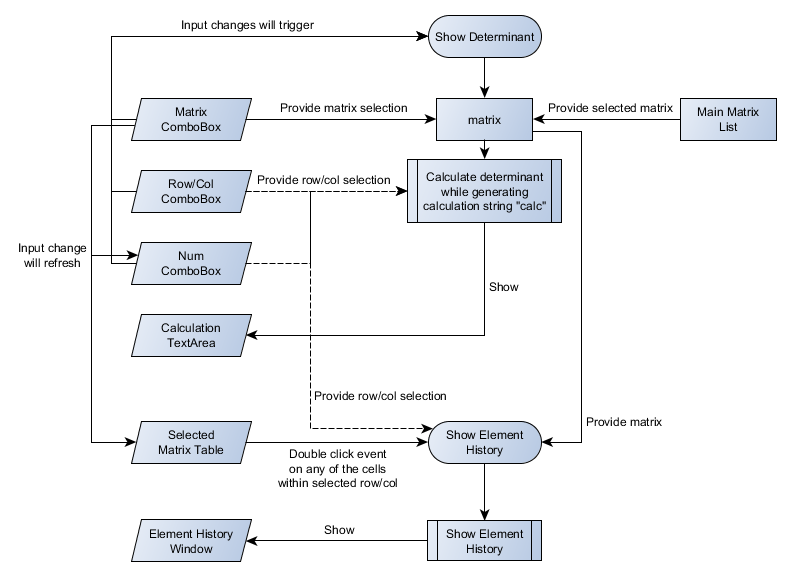 Input changes will trigger
Show Determinant
Matrix
ComboBox
Provide matrix selection
matrix
Provide selected matrix
Main Matrix
List
Row/Col
ComboBox
Provide row/col selection
Calculate determinant
while generating
calculation string "calc"
Input change
will refresh
Num
ComboBox
Show
Calculation
TextArea
Provide row/col selection
Provide matrix
Selected
Matrix Table
Double click event
on any of the cells
within selected row/col
Show Element
History
Element History
Window
Show
Show Element
History